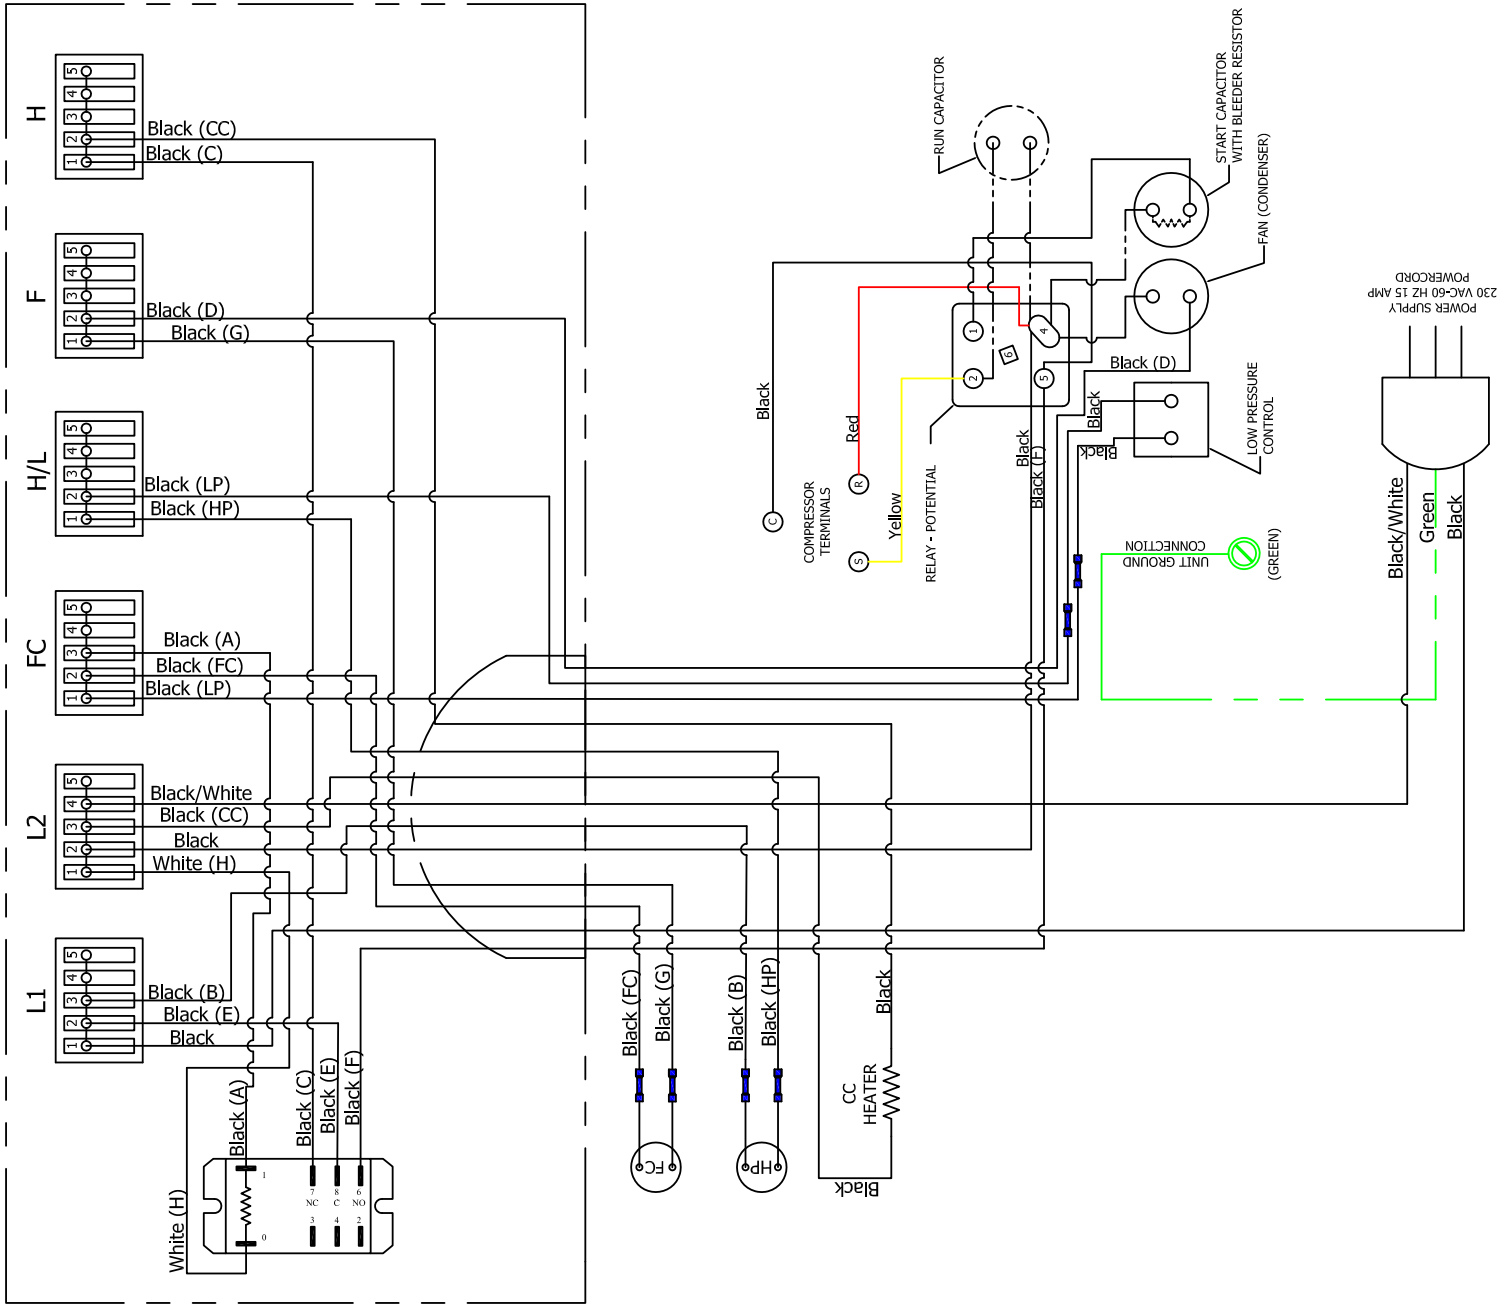 H
5
4
3
2
1
Black (CC)
Black (C)
F
5
4
3
2
1
Black (D)
Black (G)
H/L
5
4
3
2
1
Black (LP)
Black (HP)
FC
5
4
3
2
1
Black (A)
Black (FC)
Black (LP)
L2
5
4
3
2
1
Black/White
Black (CC)
Black
White (H)
L1
5
4
3
2
1
Black (B)
Black (E)
Black
White (H)
Black (A)
Black (C)
Black (E)
Black (F)
1
0
7
NC
3
8
C
4
6
NO
2
Black (FC)
Black (G)
Black (B)
Black (HP)
FC
HP
CC
HEATER
Black
Black
RUN CAPACITOR
START CAPACITOR
WITH BLEEDER RESISTOR
FAN (CONDENSER)
1
2
4
5
6
RELAY - POTENTIAL
Black
Red
Yellow
C
R
S
COMPRESSOR
TERMINALS
Black
Black (F)
Black (D)
Black
Black
LOW PRESSURE
CONTROL
UNIT GROUND
CONNECTION
(GREEN)
POWER SUPPLY
230 VAC-60 HZ 15 AMP
POWERCORD
Black/White
Green
Black